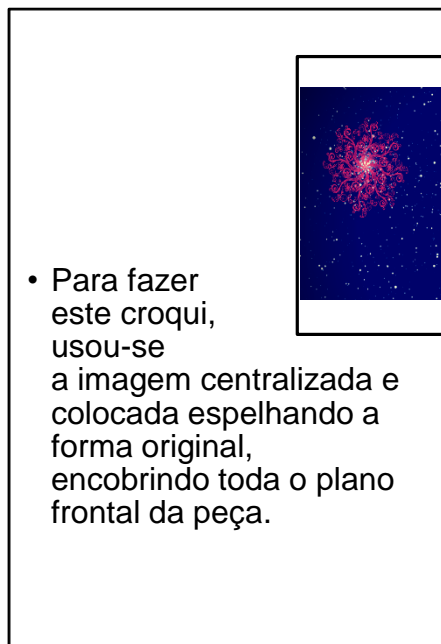 • Para fazer
este croqui,
usou-se
a imagem centralizada e
colocada espelhando a
forma original,
encobrindo toda o plano
frontal da peça.